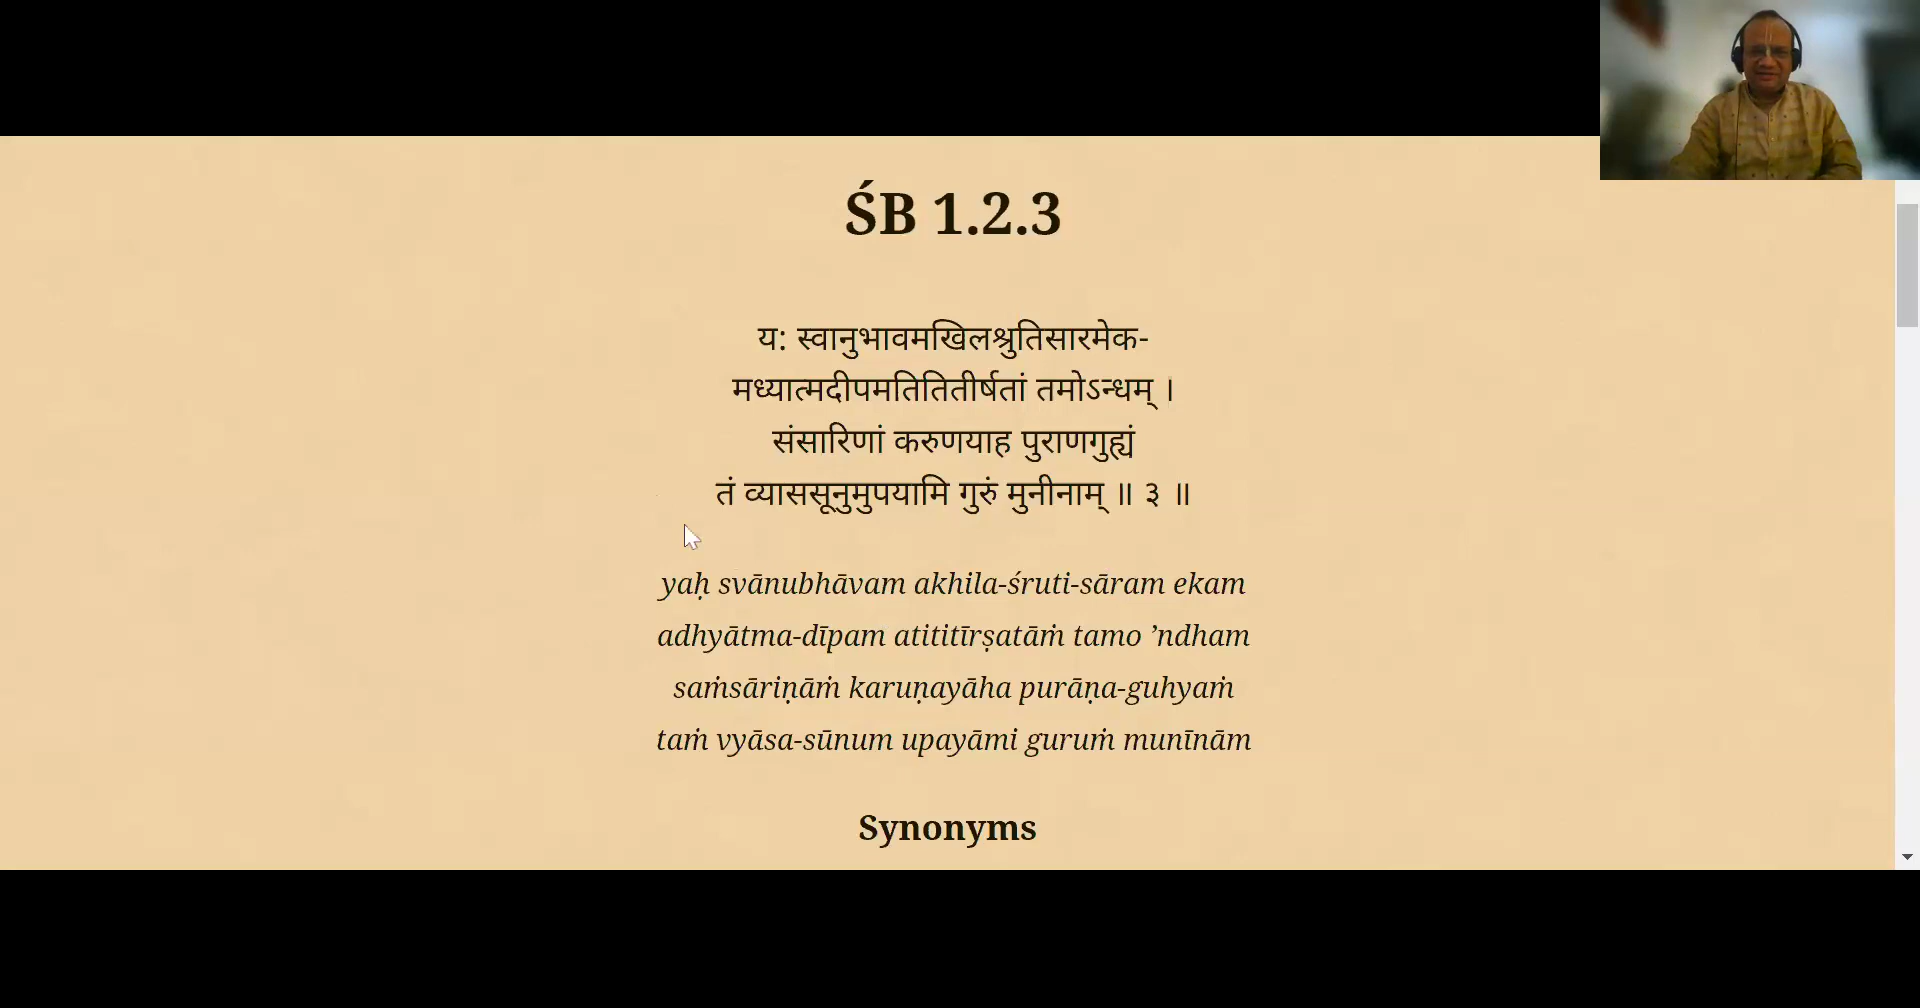 ŚB 1.2.3
य: स्वानुभावमखिलश्रुतिसारमेक-
मध्यात्मदीपमतितितीर्षतां तमोऽन्धम् ।
संसारिणां करुणयाह पुराणगुह्यं
तं व्याससूनुमुपयामि गुरुं मुनीनाम् ॥ ३ ॥
yaḥ svānubhāvam akhila-śruti-sāram ekam
adhyātma-dīpam atititīrṣatāṁ tamo ’ndham
saṁsāriṇāṁ karuṇayāha purāṇa-guhyaṁ
taṁ vyāsa-sūnum upayāmi guruṁ munīnām
Synonyms